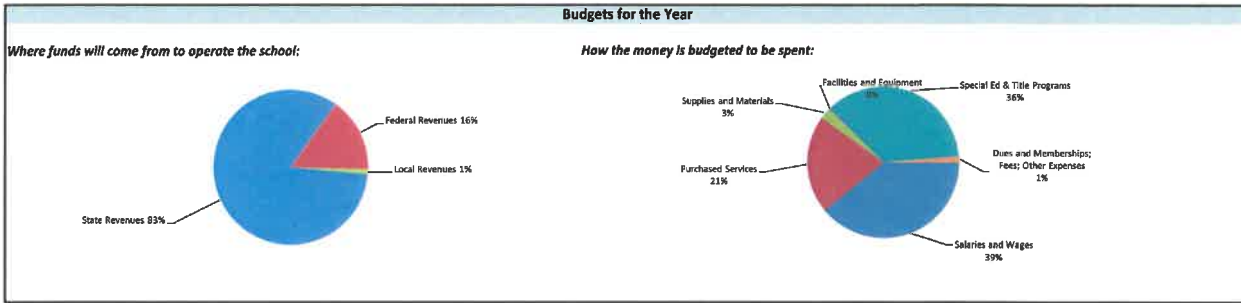 Budgets for the Year
Where funds will come from to operate the school:
How the money is budgeted to be spent:
Federal Revenues 16%
Local Revenues 1%
State Revenues 83%
Facilities and Equipment
0%
Special Ed & Title Programs
36%
Supplies and Materials
3%
Purchased Services
21%
Dues and Memberships;
Fees; Other Expenses
1%
Salaries and Wages
39%